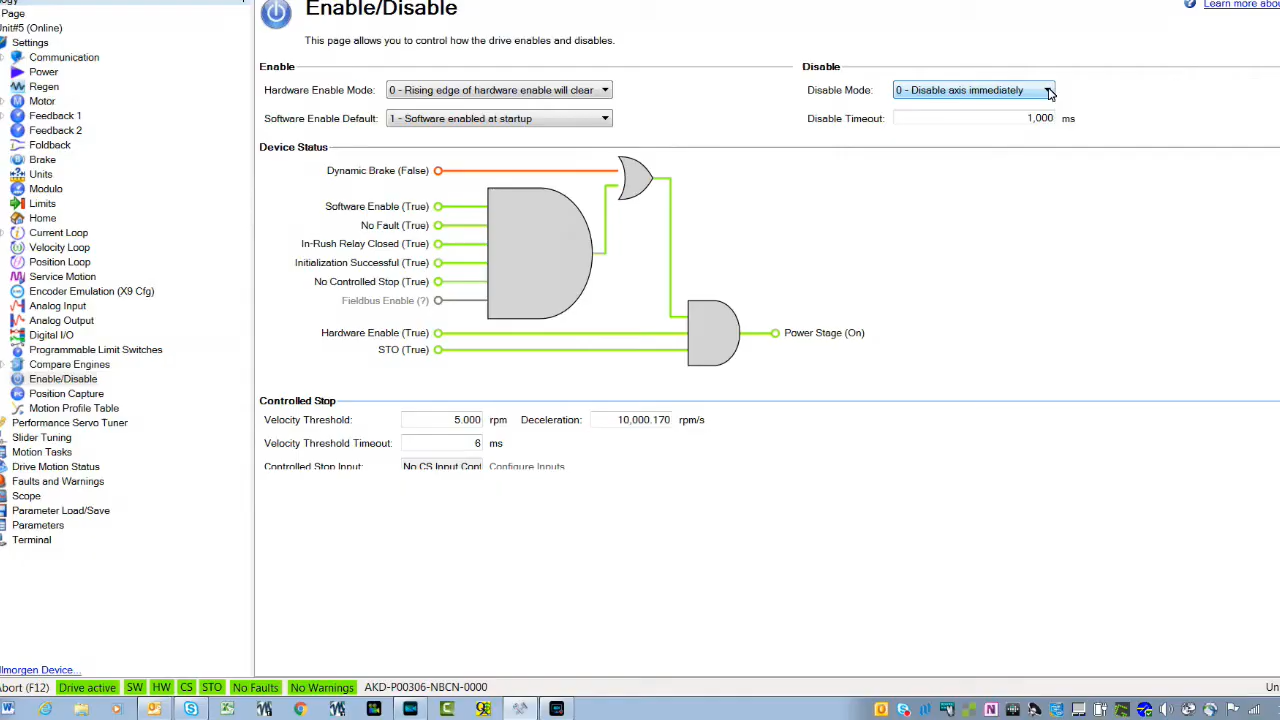 ogy
Page
Unit#5 (Online)
Settings
Communication
Power
Regen
Motor
Feedback 1
Feedback 2
Foldback
Brake
Units
Modulo
Limits
Home
Current Loop
Velocity Loop
Position Loop
Service Motion
Encoder Emulation (X9 Cfg)
Analog Input
Analog Output
Digital I/O
Programmable Limit Switches
Compare Engines
Enable/Disable
Position Capture
Motion Profile Table
Performance Servo Tuner
Slider Tuning
Motion Tasks
Drive Motion Status
Faults and Warnings
Scope
Parameter Load/Save
Parameters
Terminal
llmorgen Device...
Enable/Disable
Learn more abou
This page allows you to control how the drive enables and disables.
Enable
Hardware Enable Mode: 0 - Rising edge of hardware enable will clear
Software Enable Default: 1 - Software enabled at startup
Disable
Disable Mode: 0 - Disable axis immediately
Disable Timeout: 1,000 ms
Device Status
Dynamic Brake (False)
Software Enable (True)
No Fault (True)
In-Rush Relay Closed (True)
Initialization Successful (True)
No Controlled Stop (True)
Fieldbus Enable (?)
Hardware Enable (True)
STO (True)
Power Stage (On)
Controlled Stop
Velocity Threshold: 5.000 rpm Deceleration: 10,000.170 rpm/s
Velocity Threshold Timeout: 6 ms
Controlled Stop Input: No CS Input Cont Configure Inputs
Abort (F12) Drive active SW HW CS STO No Faults No Warnings AKD-P00306-NBCN-0000 Un